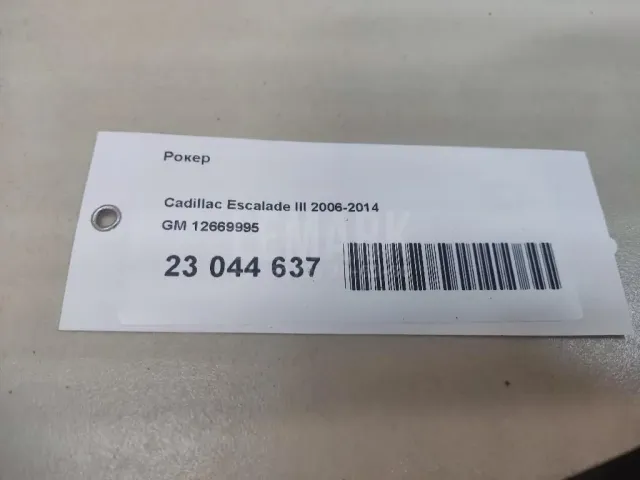 Рокер
Cadillac Escalade III 2006-2014
GM 12669995
23 044 637